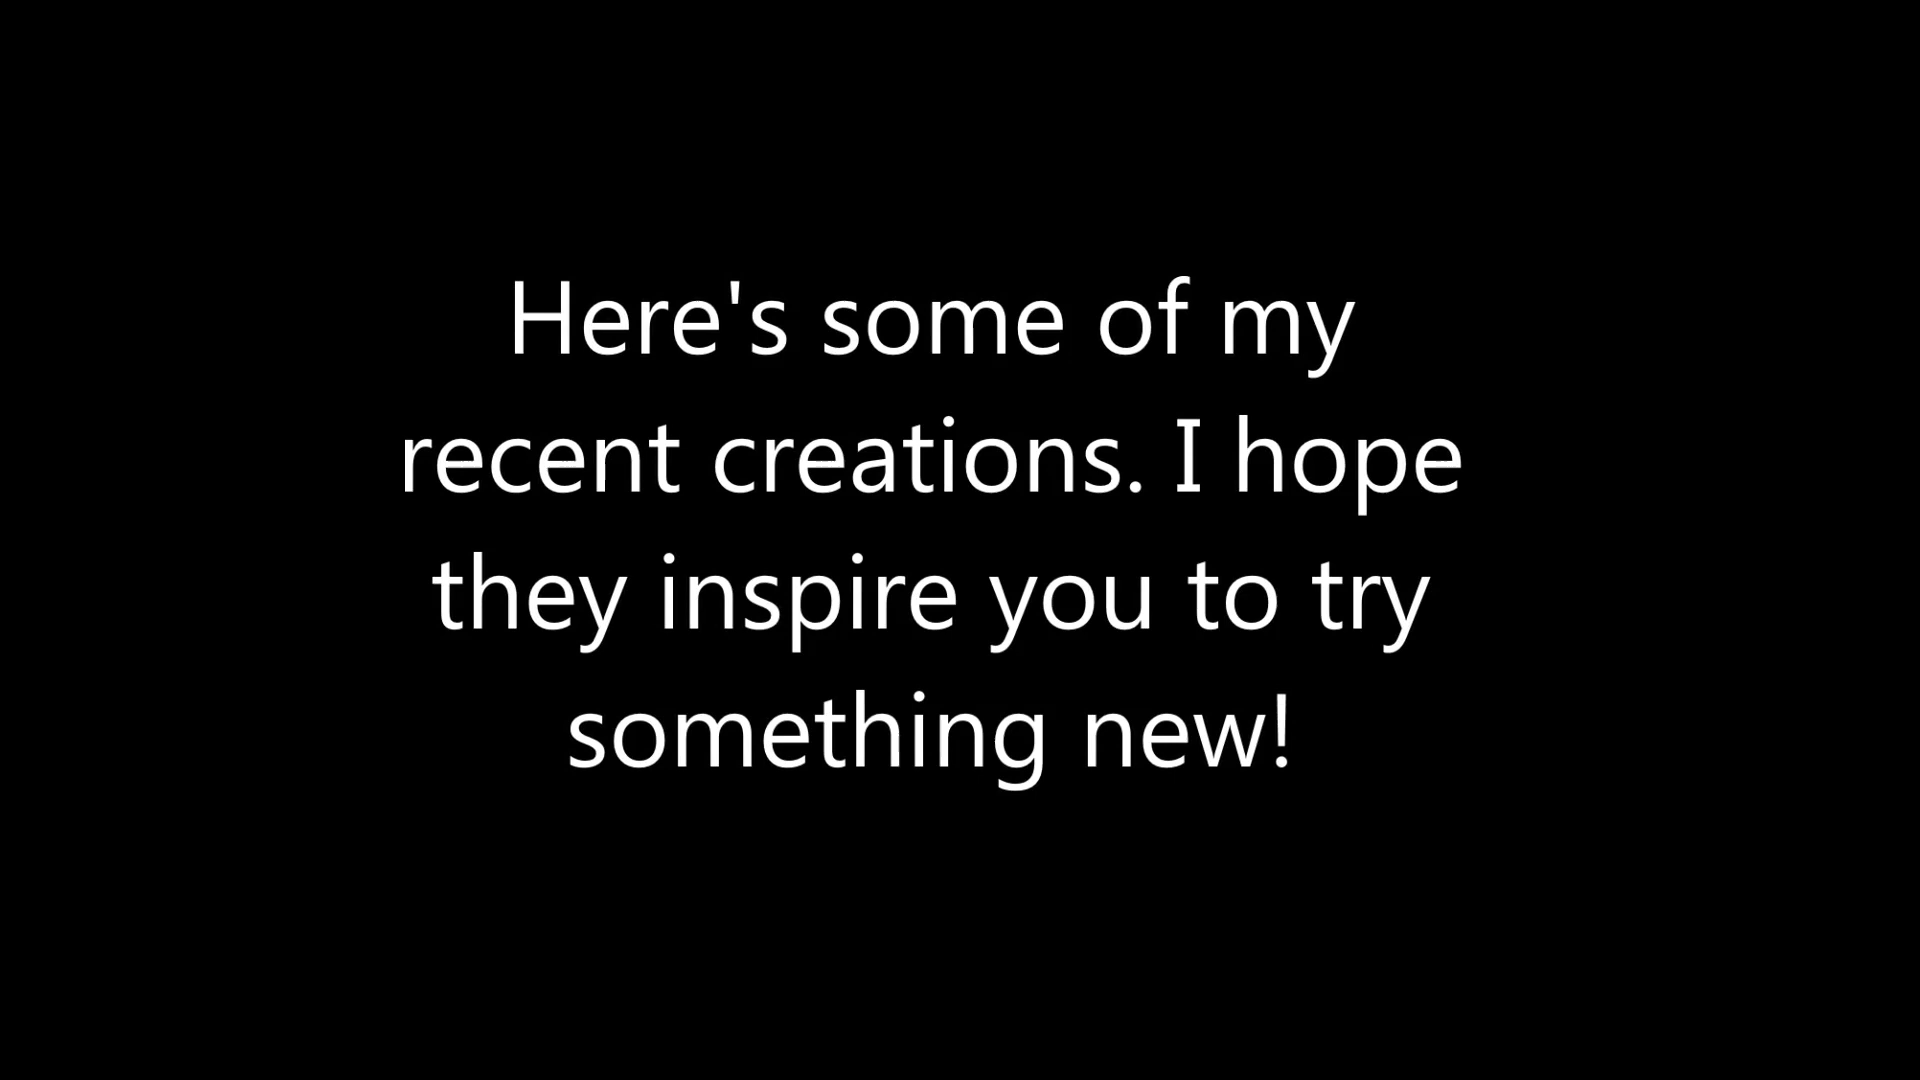 Here's some of my
recent creations. I hope
they inspire you to try
something new!